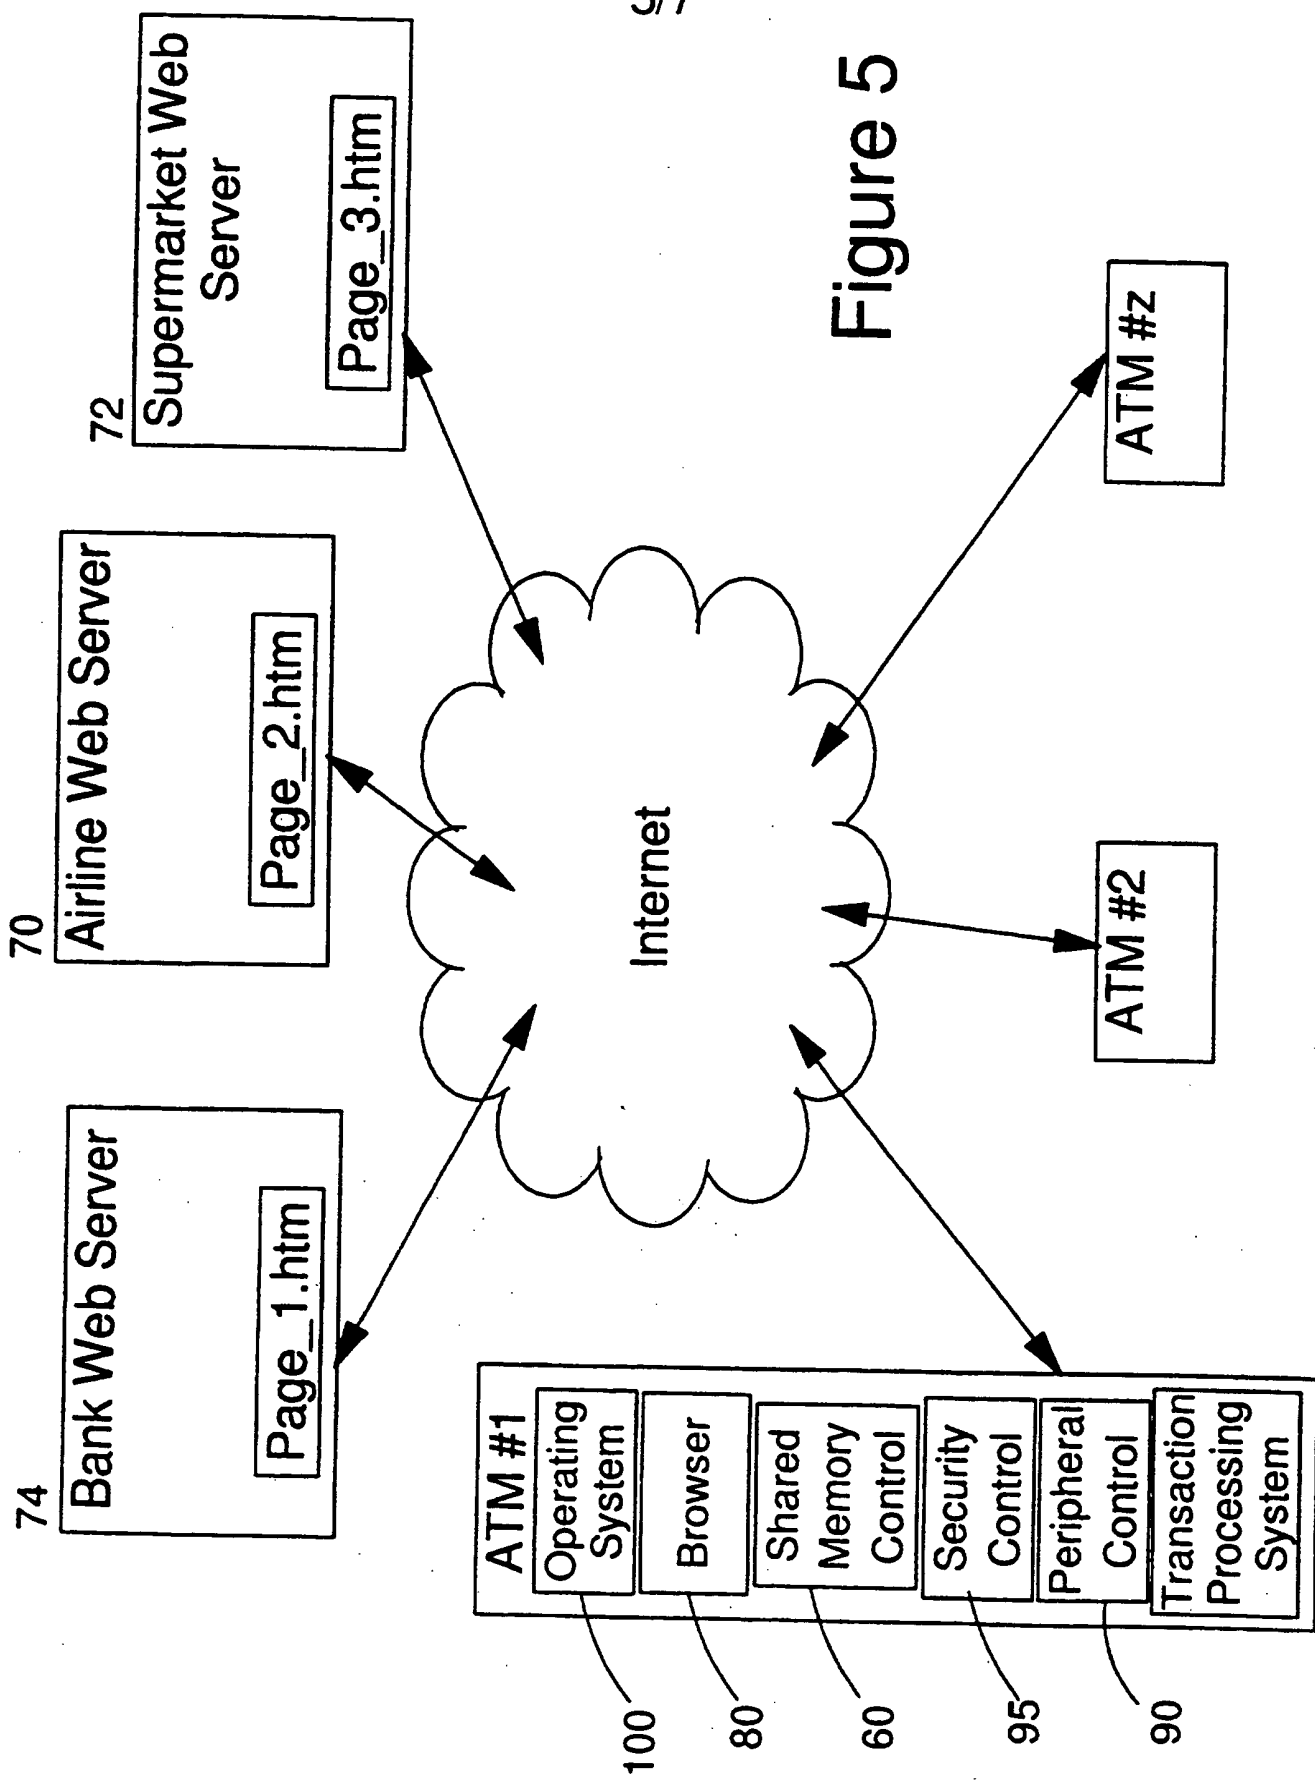 5/7
74
Bank Web Server
Page_1.htm
70
Airline Web Server
Page_2.htm
72
Supermarket Web
Server
Page_3.htm
Internet
ATM #1
Operating
System
Browser
Shared
Memory
Control
Security
Control
Peripheral
Control
Transaction
Processing
System
100
80
60
95
90
ATM #2
ATM #z
Figure 5